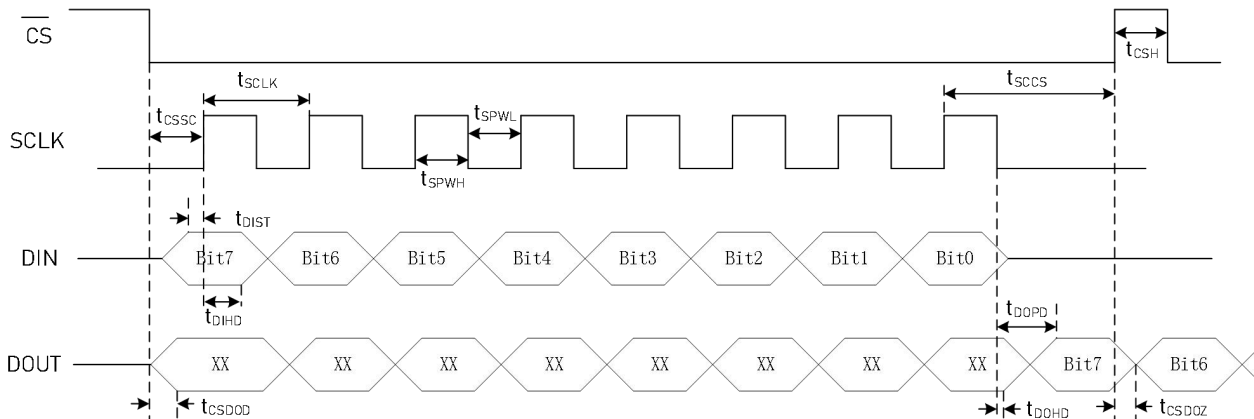 CS
tCSH
tSCLK
tSCCS
tCSSC
tSPWL
SCLK
tSPWH
tDIST
DIN Bit7 Bit6 Bit5 Bit4 Bit3 Bit2 Bit1 Bit0
tDIHD
tDOPD
DOUT XX XX XX XX XX XX XX XX Bit7 Bit6
tCSDOD
tDOHD
tCSDOZ